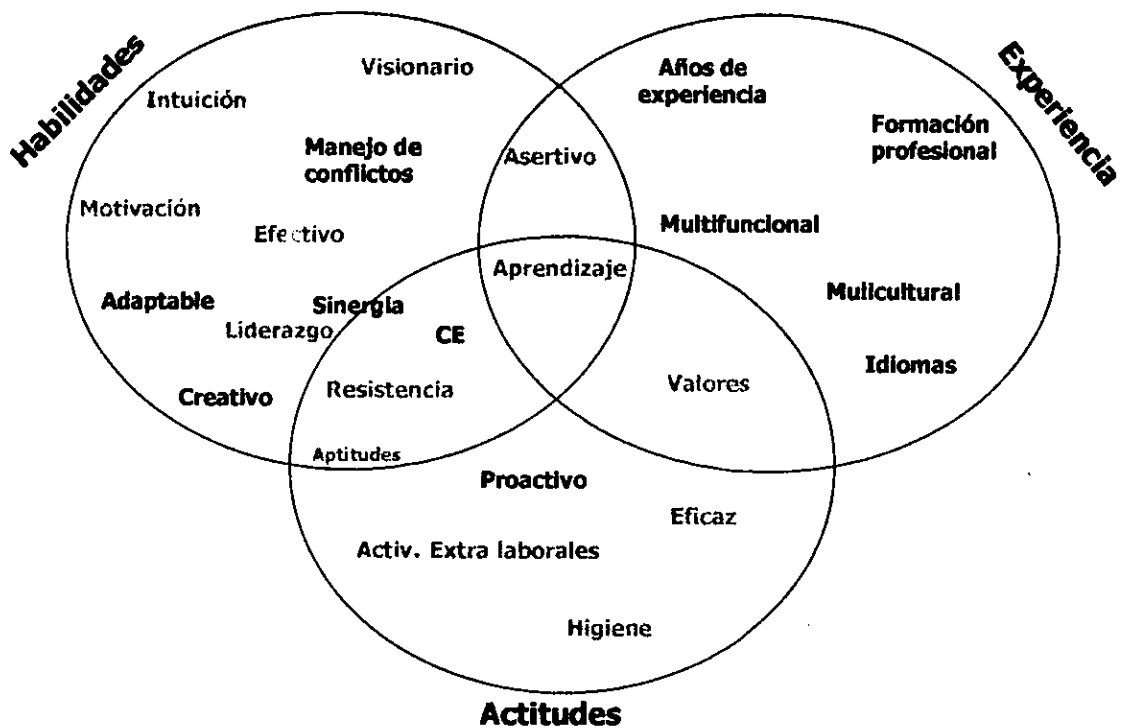 Habilidades
Experiencia
Visionario
Años de
experiencia
Intuición
Formación
profesional
Manejo de
conflictos
Asertivo
Motivación
Multifuncional
Efectivo
Aprendizaje
Adaptable
Sinergia
Mulicultural
Liderazgo
CE
Idiomas
Resistencia
Valores
Creativo
Aptitudes
Proactivo
Eficaz
Activ. Extra laborales
Higiene
Actitudes